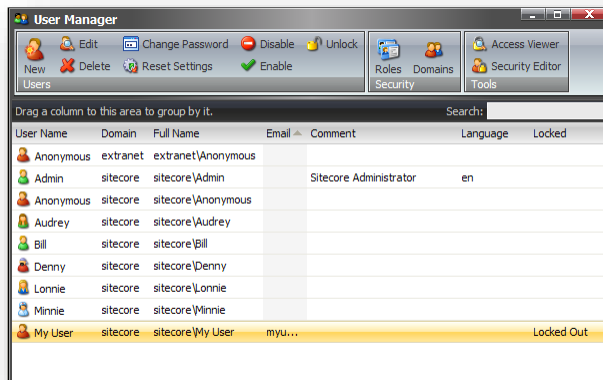 User Manager
New
Edit
Delete
Change Password
Reset Settings
Disable
Enable
Unlock
Users
Roles
Domains
Security
Access Viewer
Security Editor
Tools
Drag a column to this area to group by it. Search:
User Name Domain Full Name Email Comment Language Locked
Anonymous extranet extranet\Anonymous
Admin sitecore sitecore\Admin Sitecore Administrator en
Anonymous sitecore sitecore\Anonymous
Audrey sitecore sitecore\Audrey
Bill sitecore sitecore\Bill
Denny sitecore sitecore\Denny
Lonnie sitecore sitecore\Lonnie
Minnie sitecore sitecore\Minnie
My User sitecore sitecore\My User myu... Locked Out